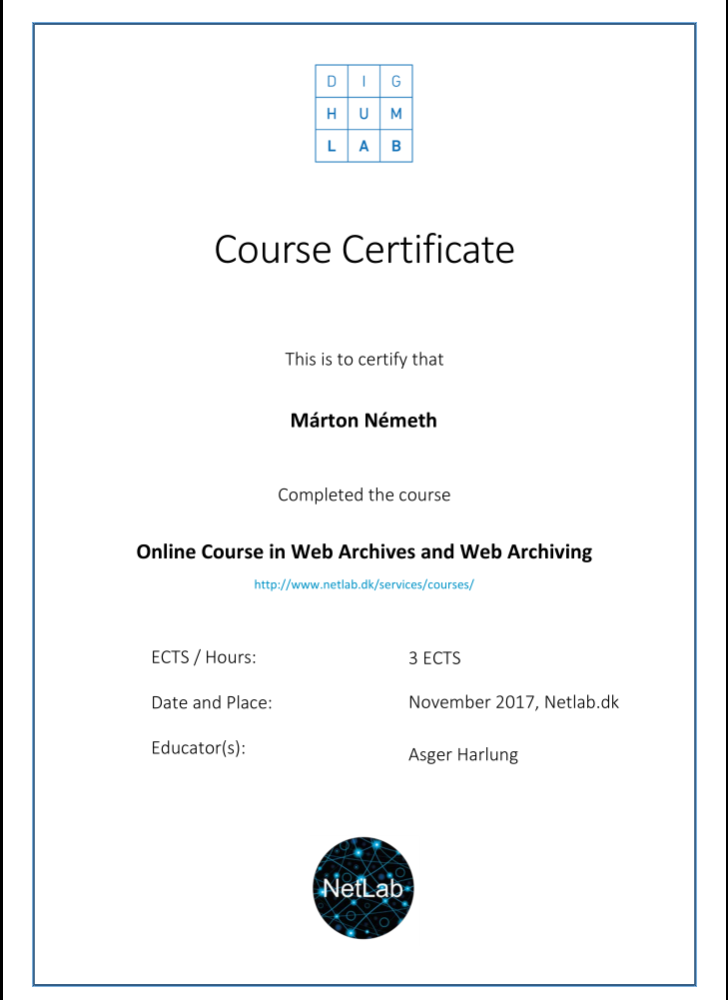 D I G
H U M
L A B
Course Certificate
This is to certify that
Márton Németh
Completed the course
Online Course in Web Archives and Web Archiving
http://www.netlab.dk/services/courses/
ECTS / Hours: 3 ECTS
Date and Place: November 2017, Netlab.dk
Educator(s): Asger Harlung
NetLab